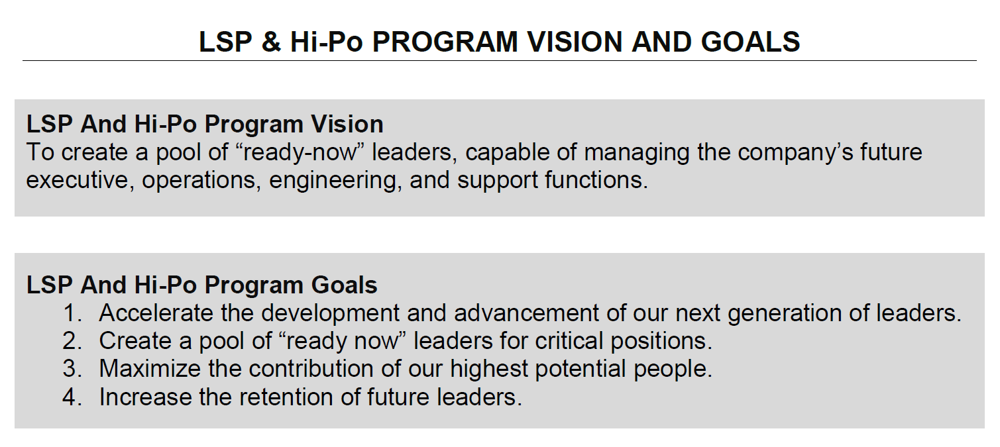 LSP & Hi-Po PROGRAM VISION AND GOALS
LSP And Hi-Po Program Vision
To create a pool of “ready-now” leaders, capable of managing the company’s future
executive, operations, engineering, and support functions.
LSP And Hi-Po Program Goals
1. Accelerate the development and advancement of our next generation of leaders.
2. Create a pool of “ready now” leaders for critical positions.
3. Maximize the contribution of our highest potential people.
4. Increase the retention of future leaders.